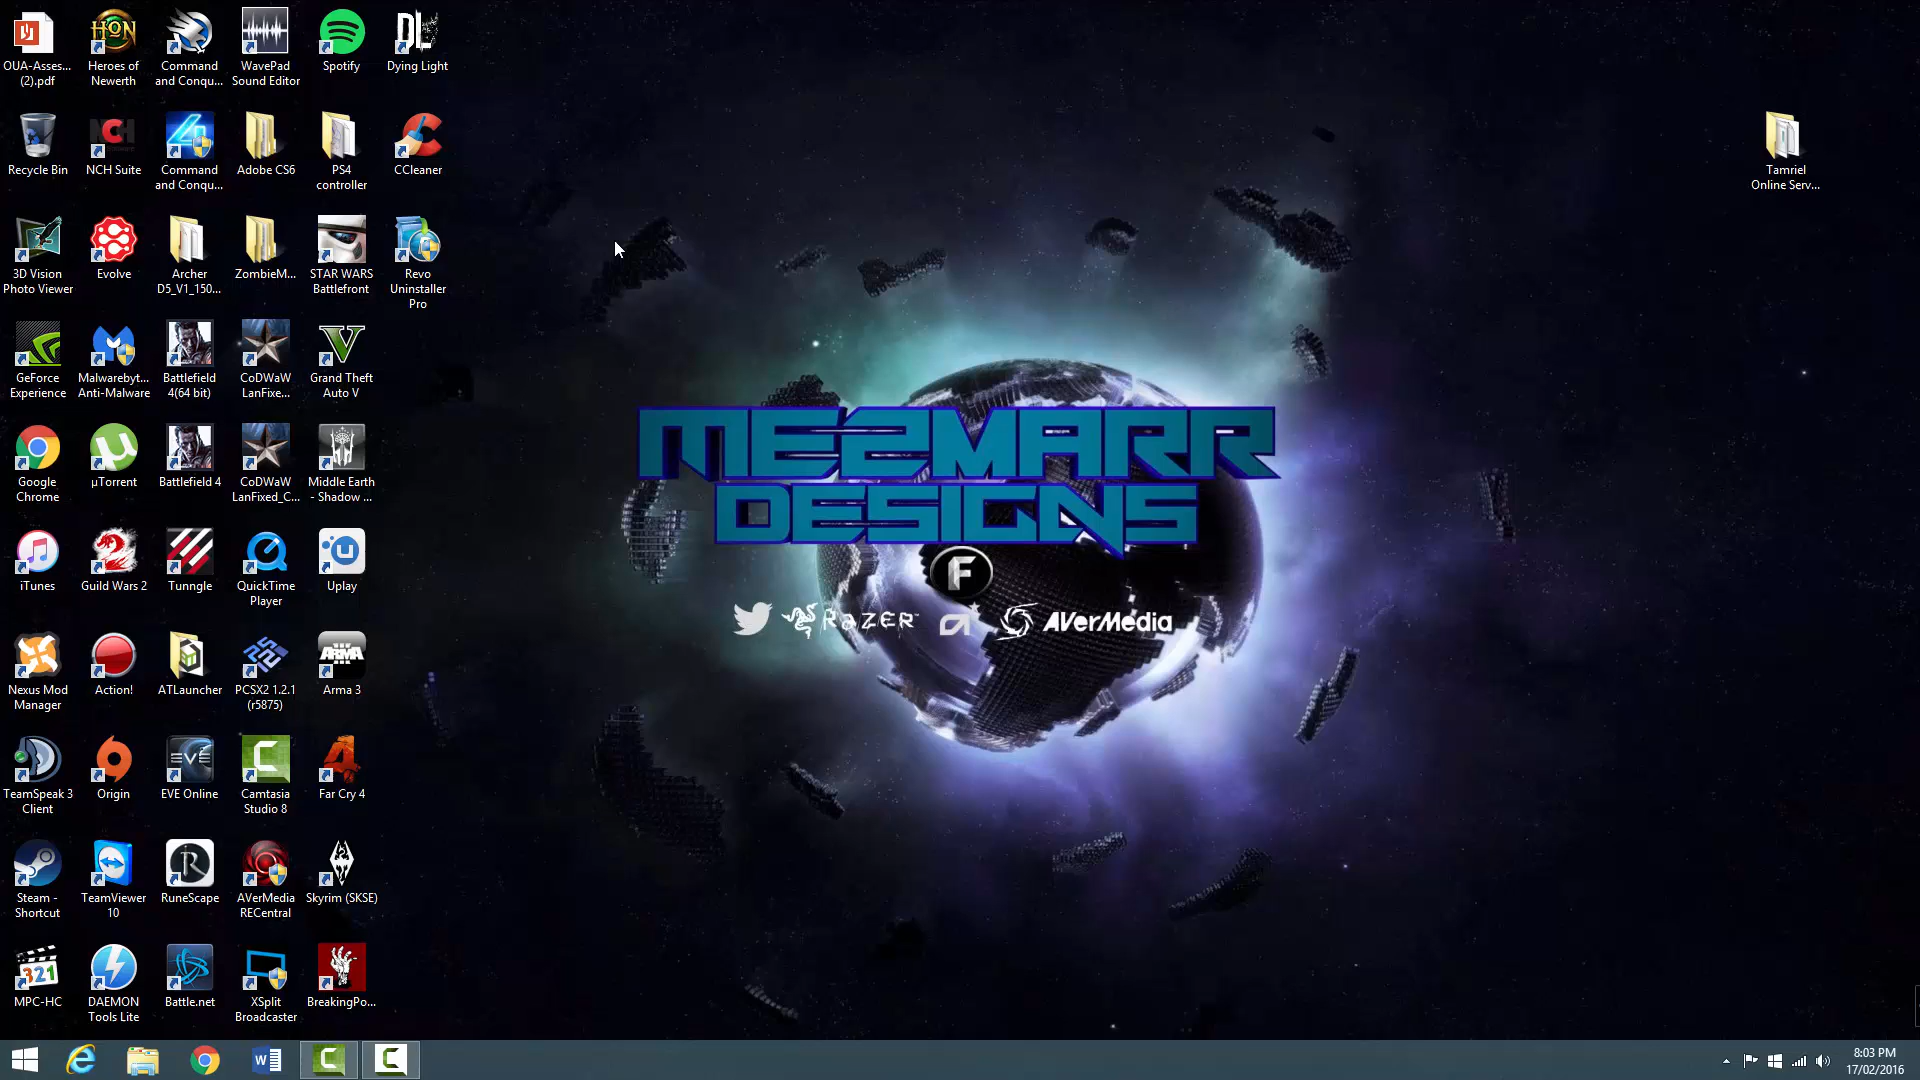 OUA-Asses...
(2).pdf
Heroes of
Newerth
Command
and Conqu...
WavePad
Sound Editor
Spotify
Dying Light
Recycle Bin
NCH Suite
Command
and Conqu...
Adobe CS6
PS4
controller
CCleaner
Tamriel
Online Serv...
3D Vision
Photo Viewer
Evolve
Archer
D5_V1_150...
ZombieM...
STAR WARS
Battlefront
Revo
Uninstaller
Pro
GeForce
Experience
Malwarebyt...
Anti-Malware
Battlefield
4(64 bit)
CoDWaW
LanFixe...
Grand Theft
Auto V
Google
Chrome
µTorrent
Battlefield 4
CoDWaW
LanFixed_C...
Middle Earth
- Shadow ...
ME2MARR
DESIGNS
F
RAZER™
AVerMedia
iTunes
Guild Wars 2
Tunngle
QuickTime
Player
Uplay
Nexus Mod
Manager
Action!
ATLauncher
PCSX2 1.2.1
(r5875)
Arma 3
TeamSpeak 3
Client
Origin
EVE Online
Camtasia
Studio 8
Far Cry 4
Steam -
Shortcut
TeamViewer
10
RuneScape
AVerMedia
RECentral
Skyrim (SKSE)
MPC-HC
DAEMON
Tools Lite
Battle.net
XSplit
Broadcaster
BreakingPo...
8:03 PM
17/02/2016